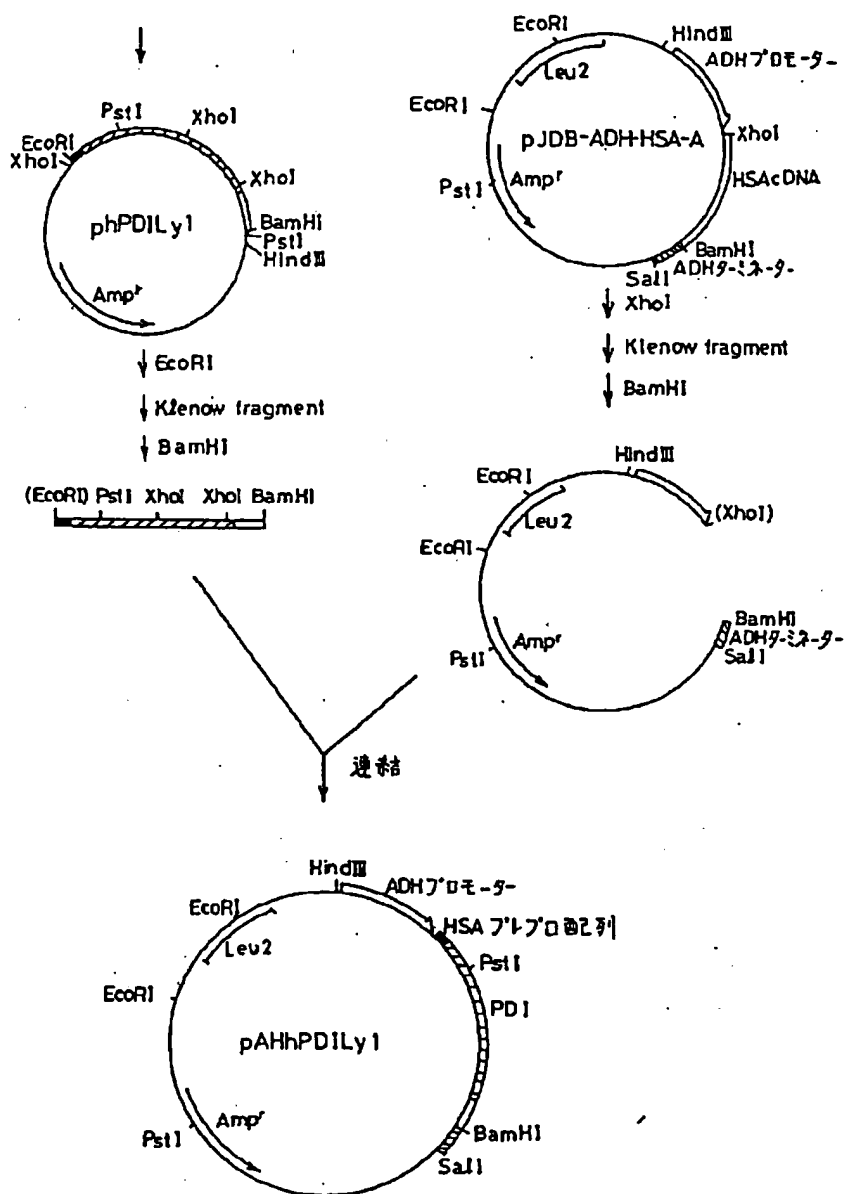 PstI
XhoI
EcoRI
XhoI
XhoI
phPDILy1
BamHI
PstI
HindIII
Ampʳ
EcoRI
Klenow fragment
BamHI
(EcoRI) PstI XhoI XhoI BamHI
EcoRI
HindIII
ADHプロモーター
Leu2
EcoRI
XhoI
pJDB-ADH-HSA-A
HSAcDNA
PstI
Ampʳ
BamHI
ADHターミネーター
SalI
XhoI
Klenow fragment
BamHI
HindIII
EcoRI
Leu2
(XhoI)
EcoRI
BamHI
ADHターミネーター
SalI
Ampʳ
PstI
連結
HindIII
ADHプロモーター
EcoRI
HSAプレプロ配列
Leu2
PstI
EcoRI
PDI
pAHhPDILy1
Ampʳ
PstI
BamHI
SalI